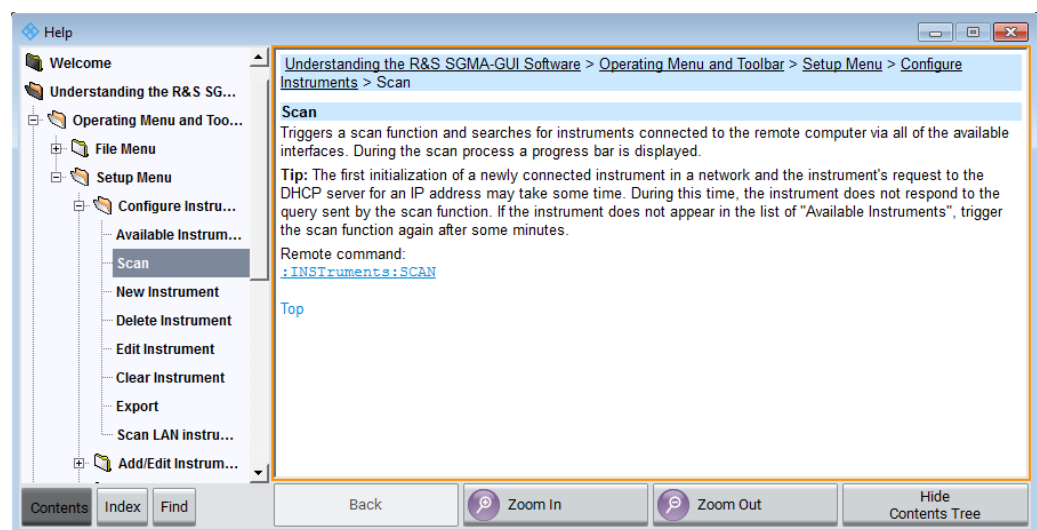 Help
Welcome
Understanding the R&S SG...
Operating Menu and Too...
File Menu
Setup Menu
Configure Instru...
Available Instrum...
Scan
New Instrument
Delete Instrument
Edit Instrument
Clear Instrument
Export
Scan LAN instru...
Add/Edit Instrum...
Understanding the R&S SGMA-GUI Software > Operating Menu and Toolbar > Setup Menu > Configure
Instruments > Scan
Scan
Triggers a scan function and searches for instruments connected to the remote computer via all of the available
interfaces. During the scan process a progress bar is displayed.
Tip: The first initialization of a newly connected instrument in a network and the instrument's request to the
DHCP server for an IP address may take some time. During this time, the instrument does not respond to the
query sent by the scan function. If the instrument does not appear in the list of "Available Instruments", trigger
the scan function again after some minutes.
Remote command:
:INSTruments:SCAN
Top
Contents
Index
Find
Back
Zoom In
Zoom Out
Hide
Contents Tree